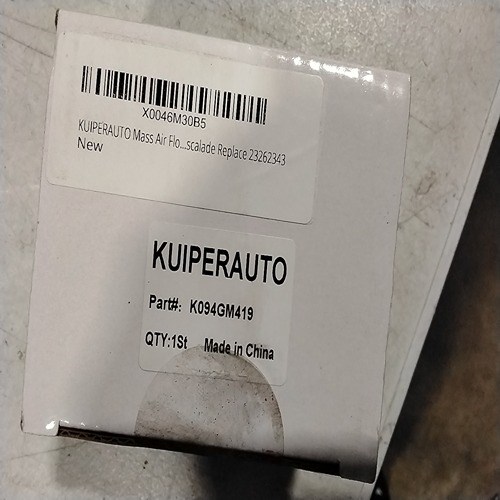 X0046M30B5
KUIPERAUTO Mass Air Flo...scalade Replace 23262343
New
KUIPERAUTO
Part#: K094GM419
QTY:1St Made in China